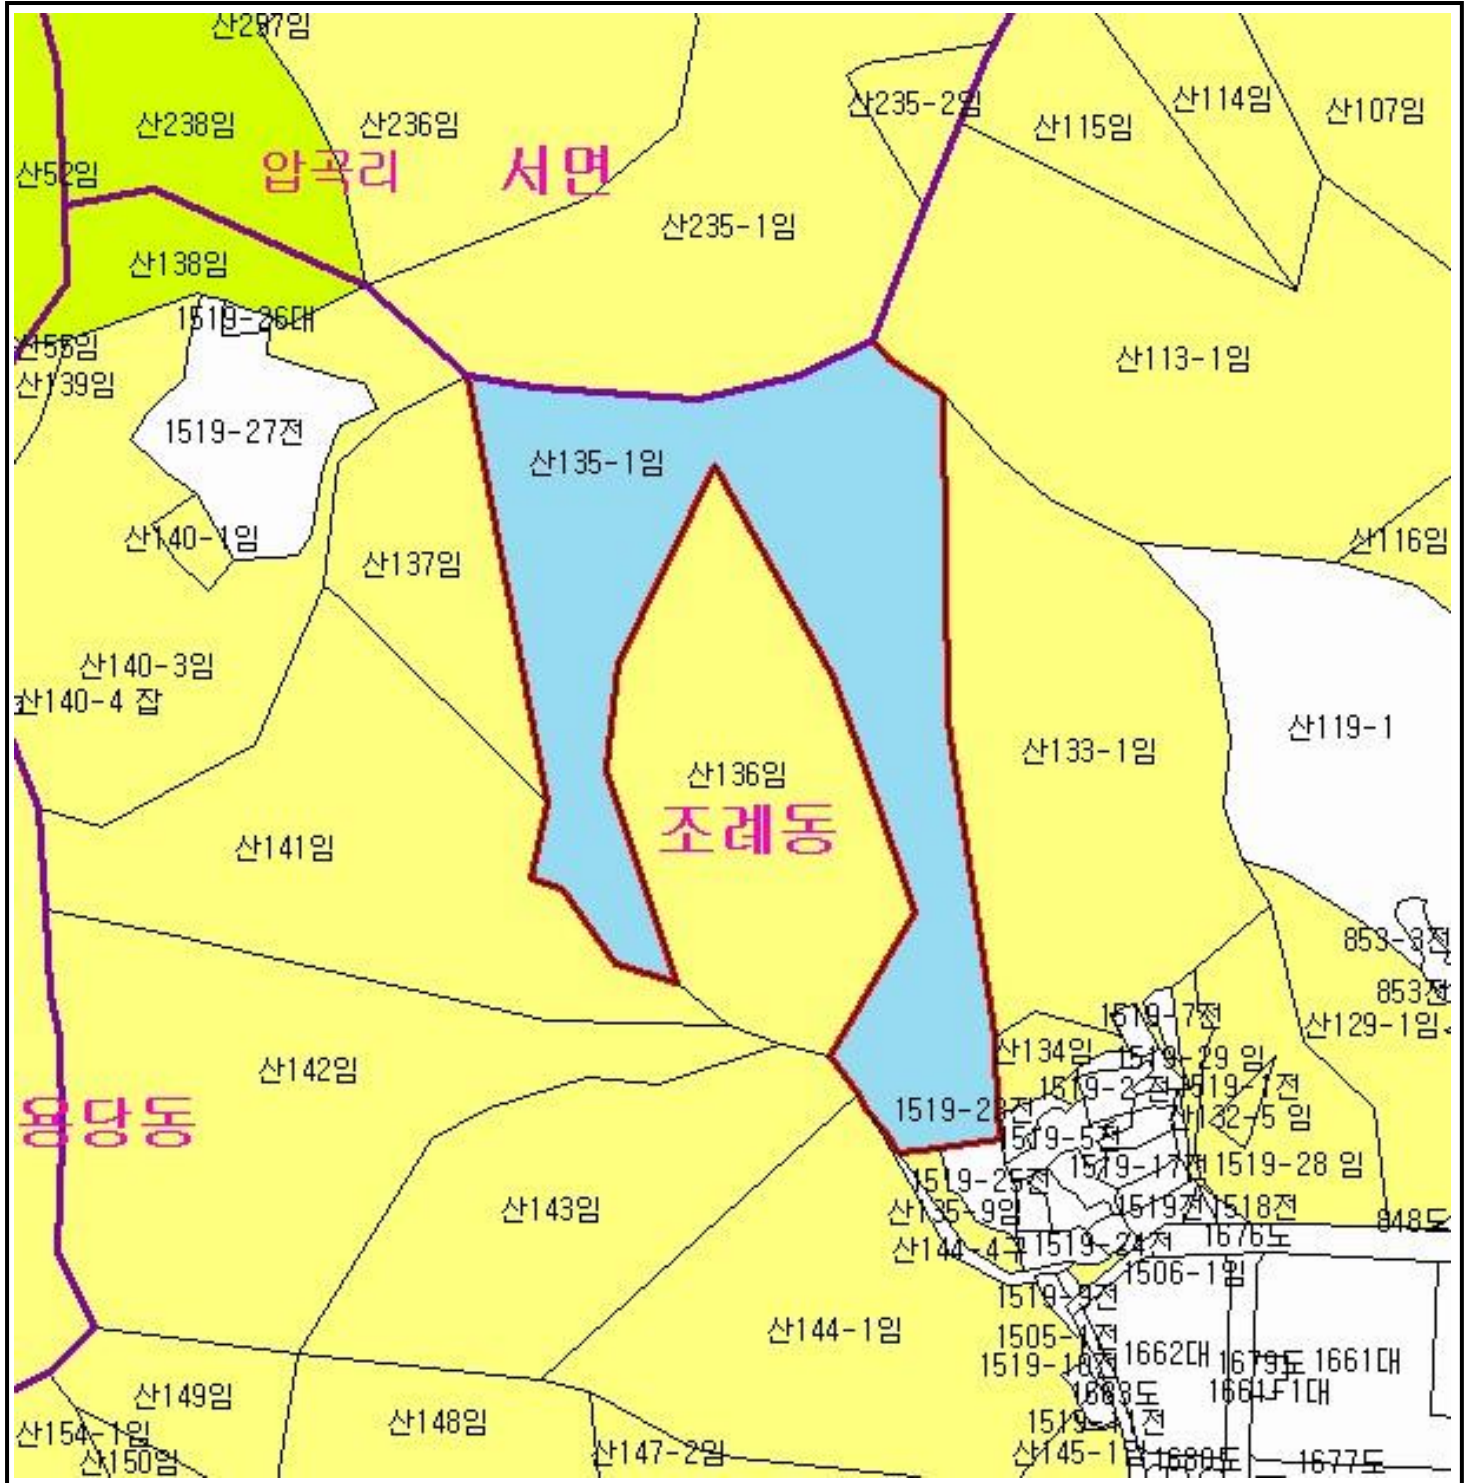 산297임
산238임
산236임
산235-2임
산115임
산114임
산107임
산52임
압곡리
서면
산235-1임
산138임
1519-26대
산55임
산139임
산113-1임
1519-27전
산135-1임
산140-1임
산137임
산116임
산140-3임
산140-4 잡
산119-1
산133-1임
산136임
조례동
산141임
853-3전
853전
산129-1임
1519-7전
산134임
1519-29 임
1519-2 전
1519-1전
산142임
1519-23전
산132-5 임
용당동
1519-5전
1519-17전
1519-28 임
1519-25전
산143임
산135-9임
1519전
1518전
848도
1676도
산144-4
1519-24전
1506-1임
1519-9전
산144-1임
1505-1전
1662대
1679도
1661대
1663도
1661-1대
산149임
산148임
1519-11전
산154-1임
산150임
산147-2임
산145-1임
1680도
1677도